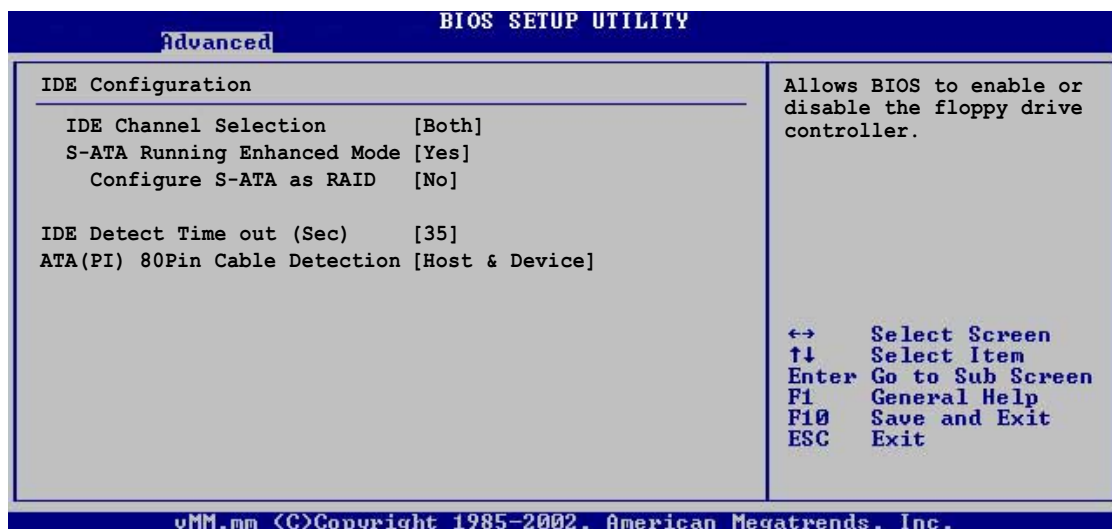 BIOS SETUP UTILITY
Advanced
IDE Configuration
IDE Channel Selection [Both]
S-ATA Running Enhanced Mode [Yes]
Configure S-ATA as RAID [No]
IDE Detect Time out (Sec) [35]
ATA(PI) 80Pin Cable Detection [Host & Device]
Allows BIOS to enable or
disable the floppy drive
controller.
←→ Select Screen
↑↓ Select Item
Enter Go to Sub Screen
F1 General Help
F10 Save and Exit
ESC Exit
vMM.mm (C)Copyright 1985-2002, American Megatrends, Inc.